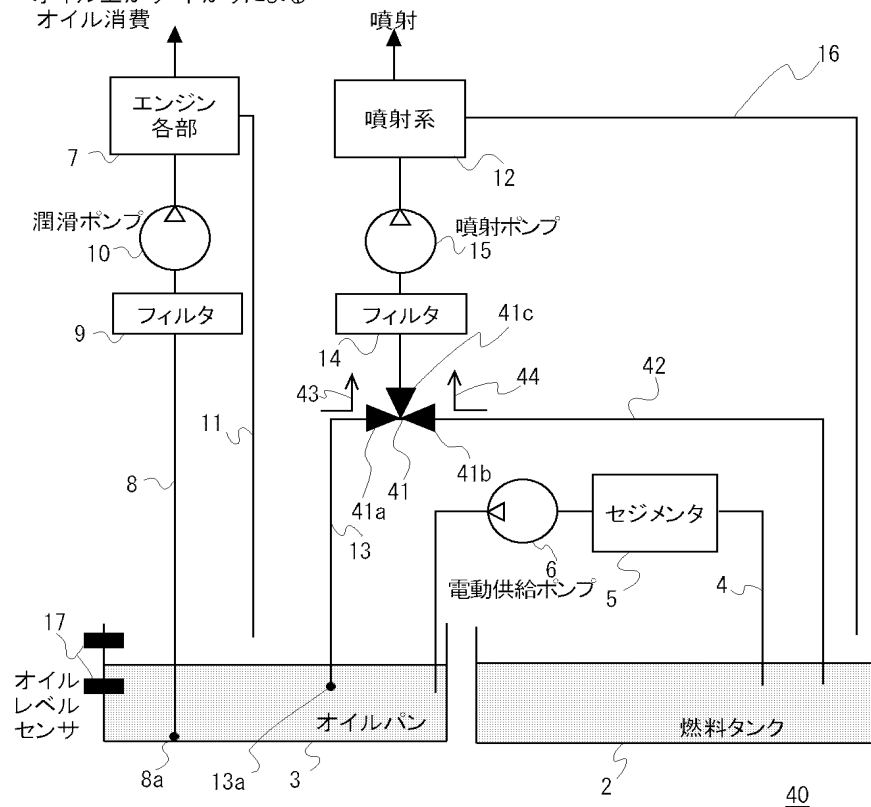 オイル消費
噴射
16
エンジン
各部
噴射系
7
12
潤滑ポンプ
10
噴射ポンプ
15
フィルタ
フィルタ
9
14
41c
43
44
42
11
8
41a
41
41b
13
セジメンタ
6
電動供給ポンプ
5
4
17
オイル
レベル
センサ
オイルパン
燃料タンク
8a
13a
3
2
40